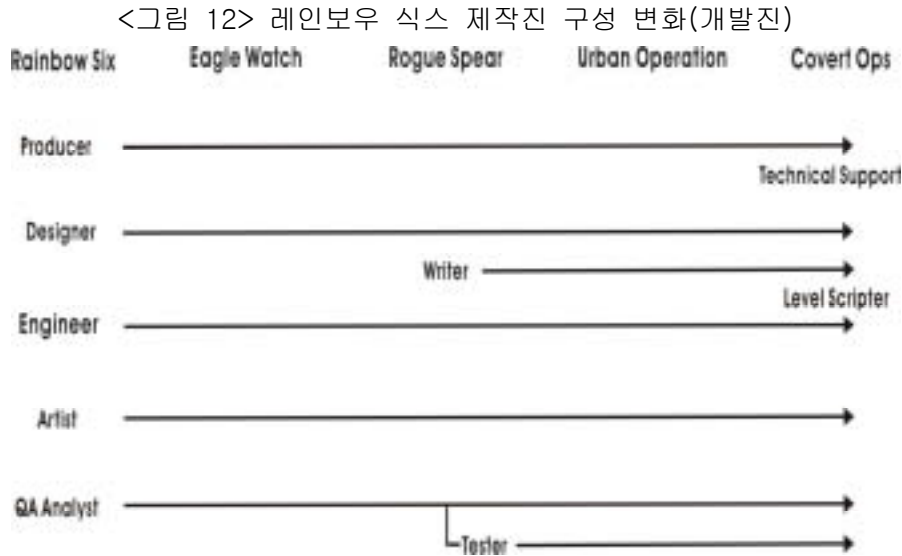 <그림 12> 레인보우 식스 제작진 구성 변화(개발진)
Rainbow Six Eagle Watch Rogue Spear Urban Operation Covert Ops
Producer
Technical Support
Designer
Writer
Level Scripter
Engineer
Artist
QA Analyst
Tester